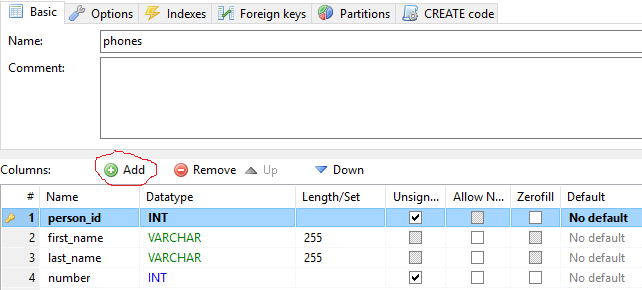 Basic Options Indexes Foreign keys Partitions CREATE code
Name: phones
Comment:
Columns: Add Remove Up Down
# Name Datatype Length/Set Unsign... Allow N... Zerofill Default
1 person_id INT No default
2 first_name VARCHAR 255 No default
3 last_name VARCHAR 255 No default
4 number INT No default